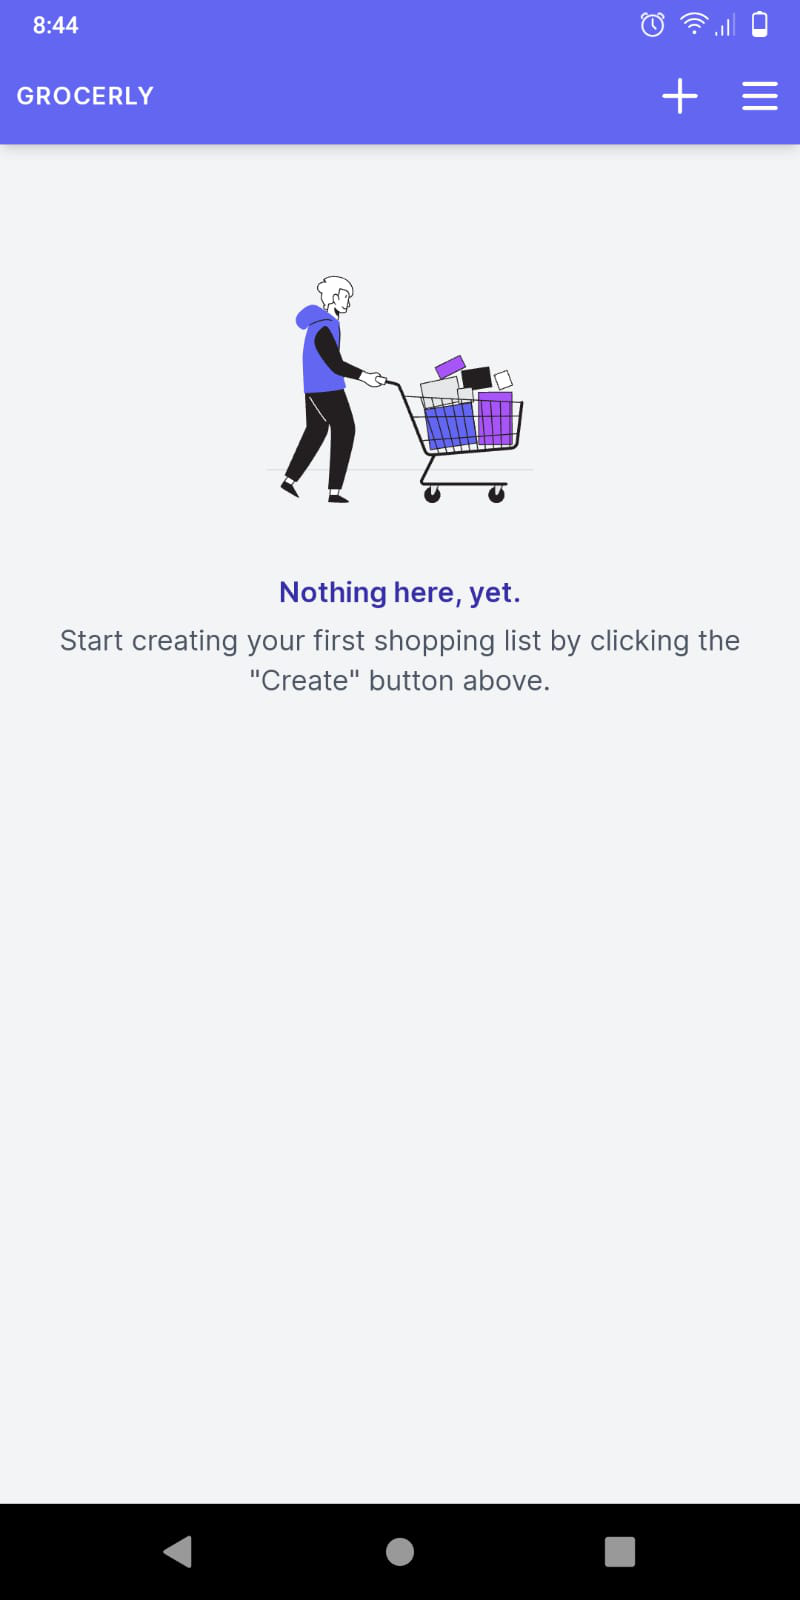 8:44
GROCERLY
Nothing here, yet.
Start creating your first shopping list by clicking the
"Create" button above.